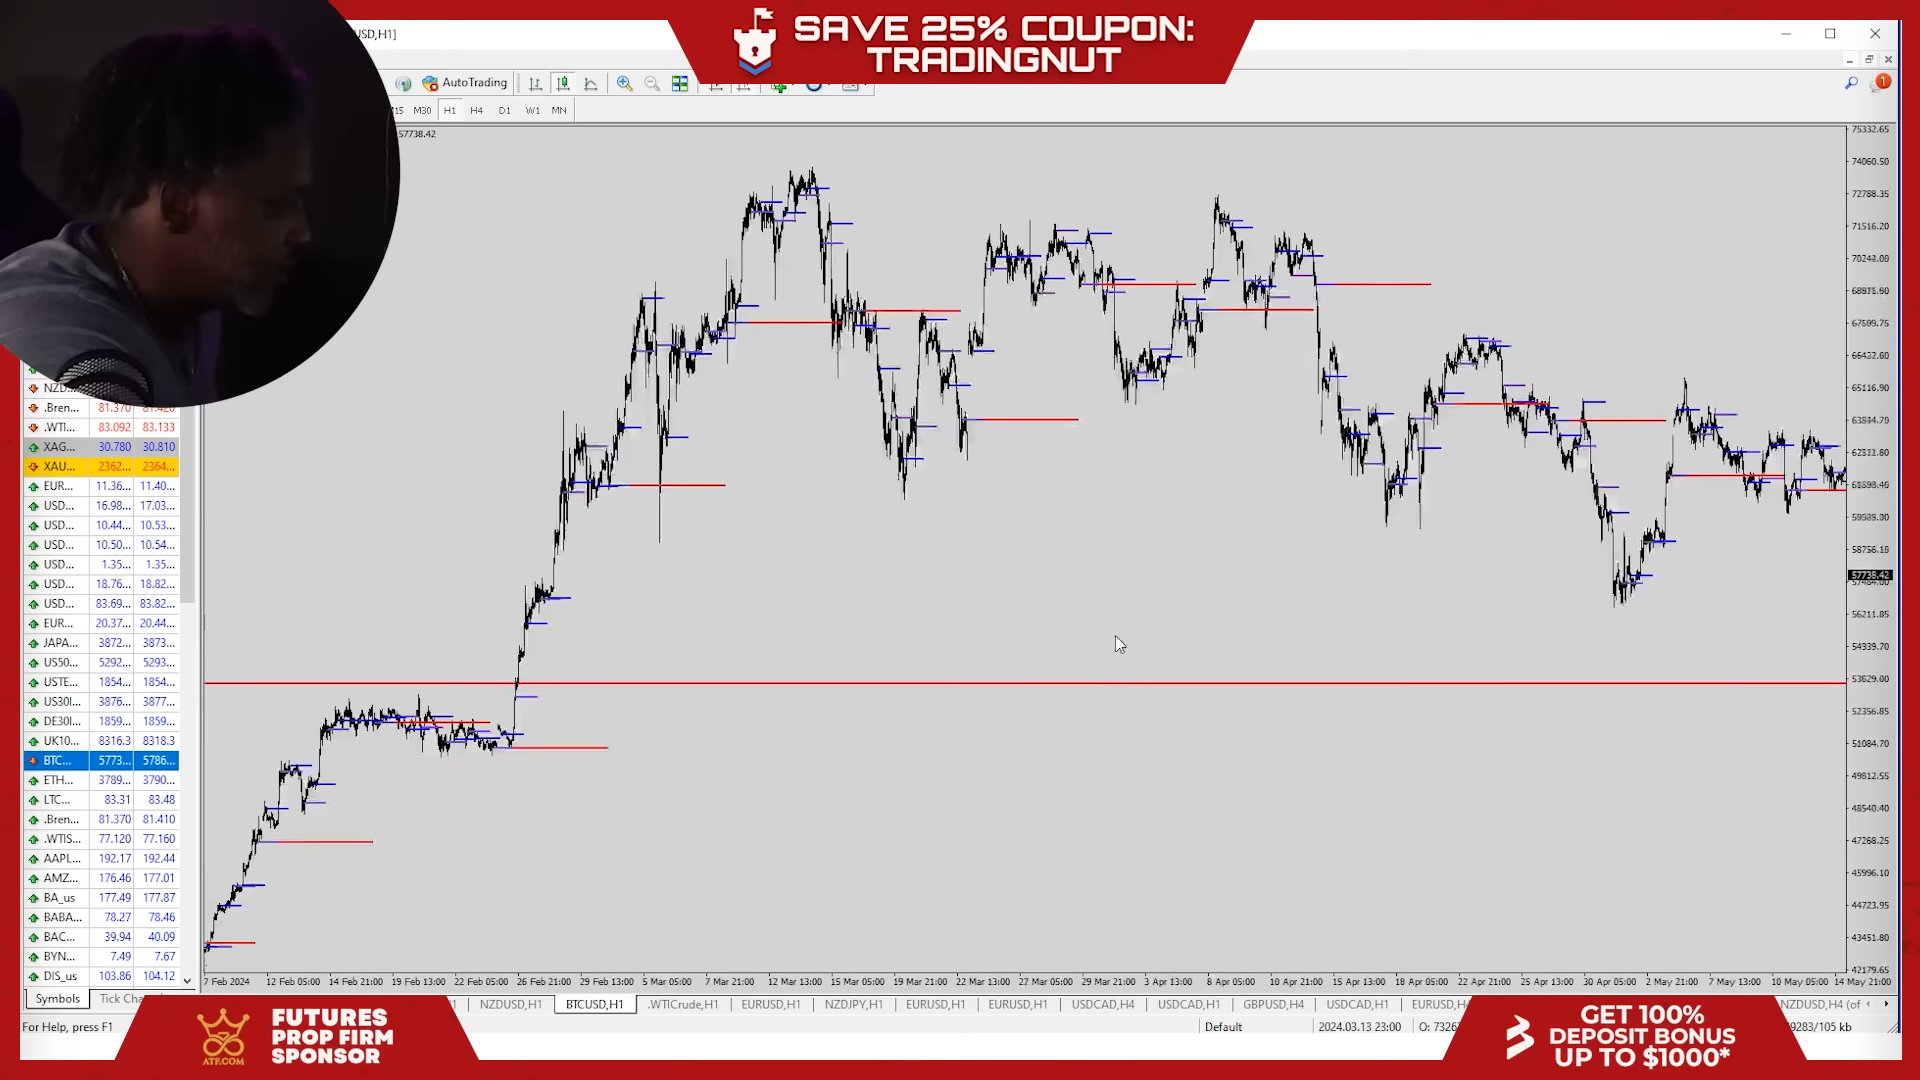 SAVE 25% COUPON:
TRADINGNUT
USD,H1]
AutoTrading
M30 H1 H4 D1 W1 MN
1
57738.42
.Bren... 81.370 81.420
.WTI... 83.092 83.133
XAG... 30.780 30.810
XAU... 2362... 2364...
EUR... 11.36... 11.40...
USD... 16.98... 17.03...
USD... 10.44... 10.53...
USD... 10.50... 10.54...
USD... 1.35... 1.35...
USD... 18.76... 18.82...
USD... 83.69... 83.82...
EUR... 20.37... 20.44...
JAPA... 3872... 3873...
US50... 5292... 5293...
USTE... 1854... 1854...
US30I... 3876... 3877...
DE30I... 1859... 1859...
UK10... 8316.3 8318.3
BTC... 5773... 5786...
ETH... 3789... 3790...
LTC... 83.31 83.48
.Bren... 81.370 81.410
.WTIS... 77.120 77.160
AAPL... 192.17 192.44
AMZ... 176.46 177.01
BA_us 177.49 177.87
BABA... 78.27 78.46
BAC... 39.94 40.09
BYN... 7.49 7.67
DIS_us 103.86 104.12
Symbols
75332.65
74060.50
72788.35
71516.20
70244.00
68875.60
67599.75
66432.60
65116.90
62312.80
58756.15
57738.42
56211.85
54339.70
53629.00
52356.85
51084.70
49812.55
48540.40
47268.25
45996.10
44723.95
43451.80
42179.65
7 Feb 2024 12 Feb 05:00 14 Feb 21:00 19 Feb 13:00 22 Feb 05:00 26 Feb 21:00 29 Feb 13:00 5 Mar 05:00 7 Mar 21:00 12 Mar 13:00 15 Mar 05:00 19 Mar 21:00 22 Mar 13:00 27 Mar 05:00 29 Mar 21:00 3 Apr 13:00 8 Apr 05:00 10 Apr 21:00 15 Apr 13:00 18 Apr 05:00 22 Apr 21:00 25 Apr 13:00 30 Apr 05:00 2 May 21:00 7 May 13:00 10 May 05:00 14 May 21:00
NZDUSD,H1 BTCUSD,H1 .WTICrude,H1 EURUSD,H1 NZDJPY,H1 EURUSD,H1 EURUSD,H1 USDCAD,H4 USDCAD,H1 GBPUSD,H4 USDCAD,H1 NZDUSD,H4 (of
For Help, press F1
Default
2024.03.13 23:00
ATF.COM
FUTURES
PROP FIRM
SPONSOR
GET 100%
DEPOSIT BONUS
UP TO $1000*